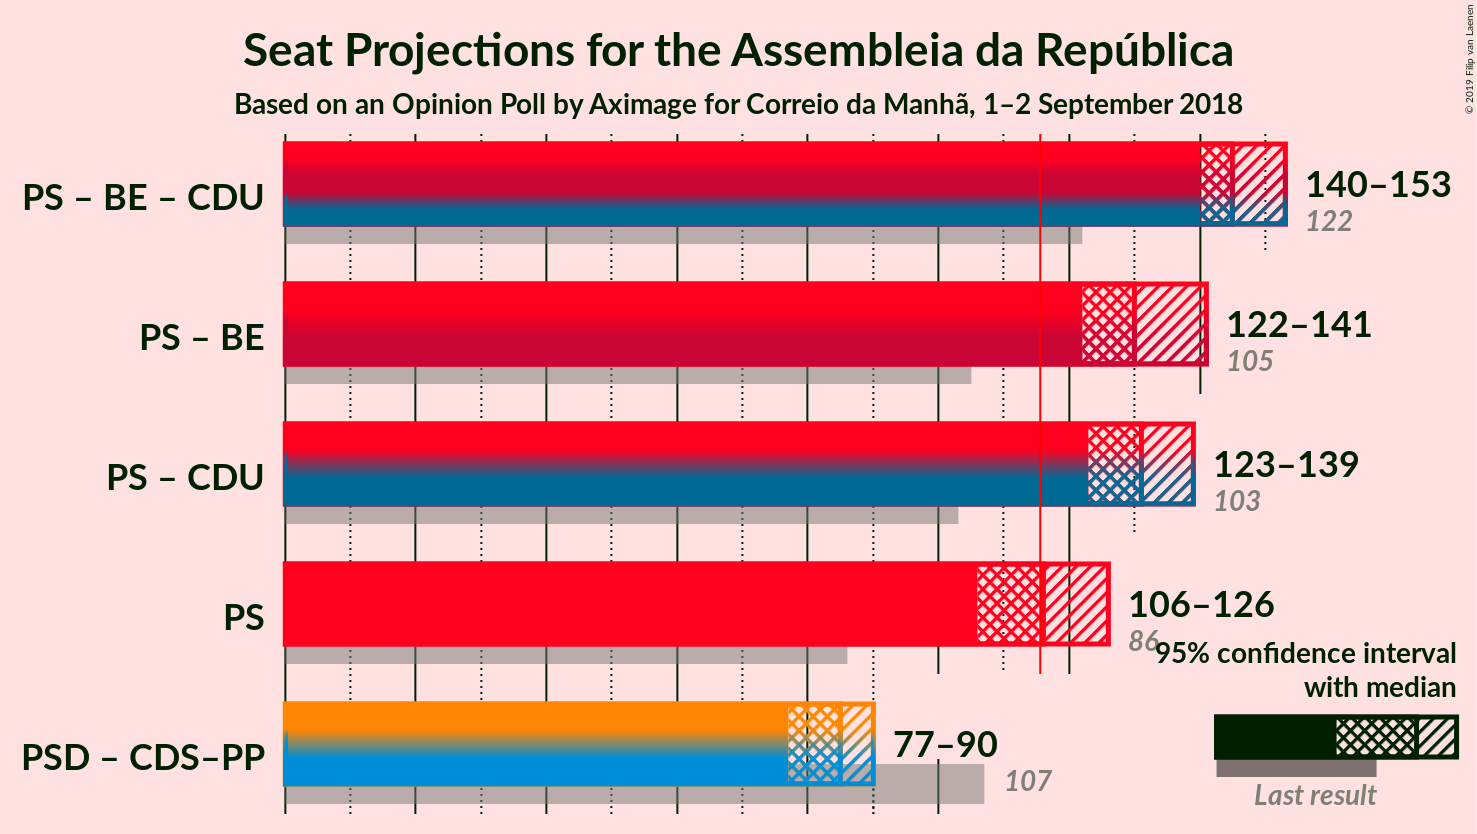 Seat Projections for the Assembleia da República
Based on an Opinion Poll by Aximage for Correio da Manhã, 1–2 September 2018
© 2019 Filip van Laenen
PS – BE – CDU
140–153
122
PS – BE
122–141
105
PS – CDU
123–139
103
PS
106–126
86
95% confidence interval
with median
Last result
PSD – CDS–PP
77–90
107